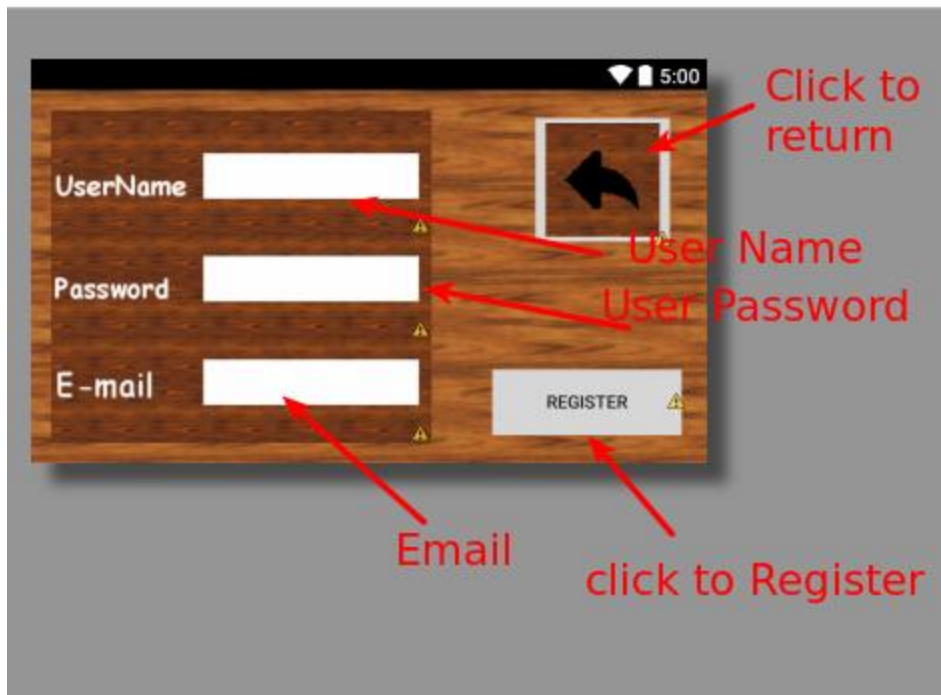 5:00
Click to
return
UserName
User Name
Password
User Password
E-mail
REGISTER
Email
click to Register